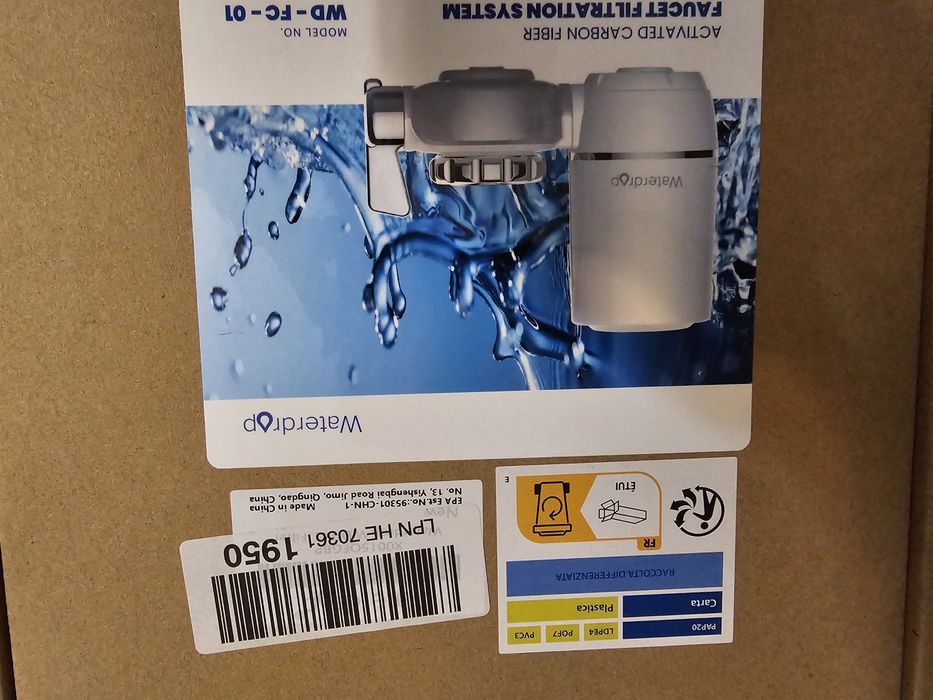 PAP20
LDPE4 POF7 PVC3
Carta
Plastica
RACCOLTA DIFFERENZIATA
FR
ÉTUI
E
LPN HE 703611950
New
EPA Est. No.:95301-CHN-1 Made in China
No. 13, Yishengbai Road Jimo, Qingdao, China
Waterdrop
Waterdrop
ACTIVATED CARBON FIBER
FAUCET FILTRATION SYSTEM
MODEL NO.
WD-FC-01